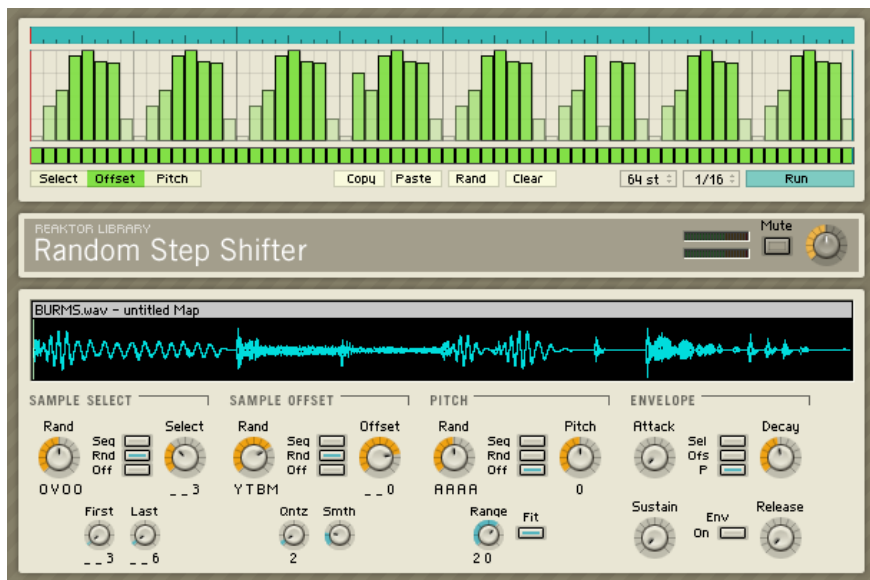 Select Offset Pitch Copy Paste Rand Clear 64 st 1/16 Run
REAKTOR LIBRARY
Random Step Shifter
Mute
BURMS.wav - untitled Map
SAMPLE SELECT SAMPLE OFFSET PITCH ENVELOPE
Rand Select Rand Offset Rand Pitch Attack Decay
Seq Seq Seq Sel
Rnd Rnd Rnd Ofs
Off Off Off P
OVOO _ _ 3 YTBM _ _ 0 AAAA 0
First Last Qntz Smth Range Fit Sustain Env Release
On
_ _ 3 _ _ 6 2 20